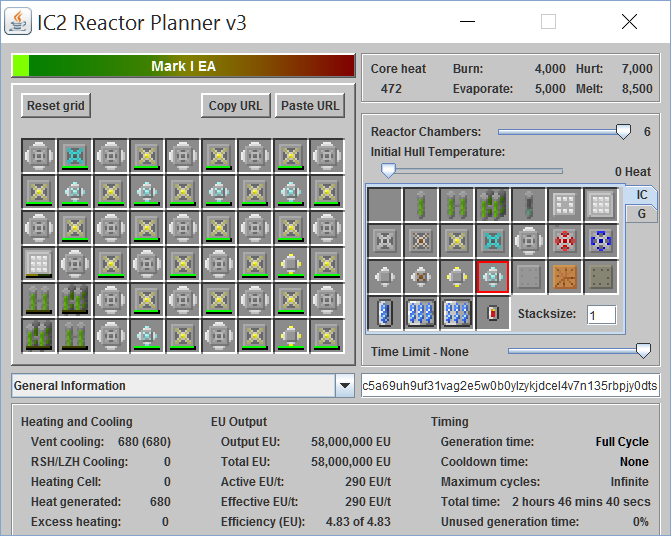 IC2 Reactor Planner v3
Mark I EA
Core heat Burn: 4,000 Hurt: 7,000
472 Evaporate: 5,000 Melt: 8,500
Reset grid Copy URL Paste URL
Reactor Chambers: 6
Initial Hull Temperature:
0 Heat
IC
G
Stacksize: 1
Time Limit - None
General Information
c5a69uh9uf31vag2e5w0b0ylzykjdcel4v7n135rbpjy0dts
Heating and Cooling EU Output Timing
Vent cooling: 680 (680) Output EU: 58,000,000 EU Generation time: Full Cycle
RSH/LZH Cooling: 0 Total EU: 58,000,000 EU Cooldown time: None
Heating Cell: 0 Active EU/t: 290 EU/t Maximum cycles: Infinite
Heat generated: 680 Effective EU/t: 290 EU/t Total time: 2 hours 46 mins 40 secs
Excess heating: 0 Efficiency (EU): 4.83 of 4.83 Unused generation time: 0%